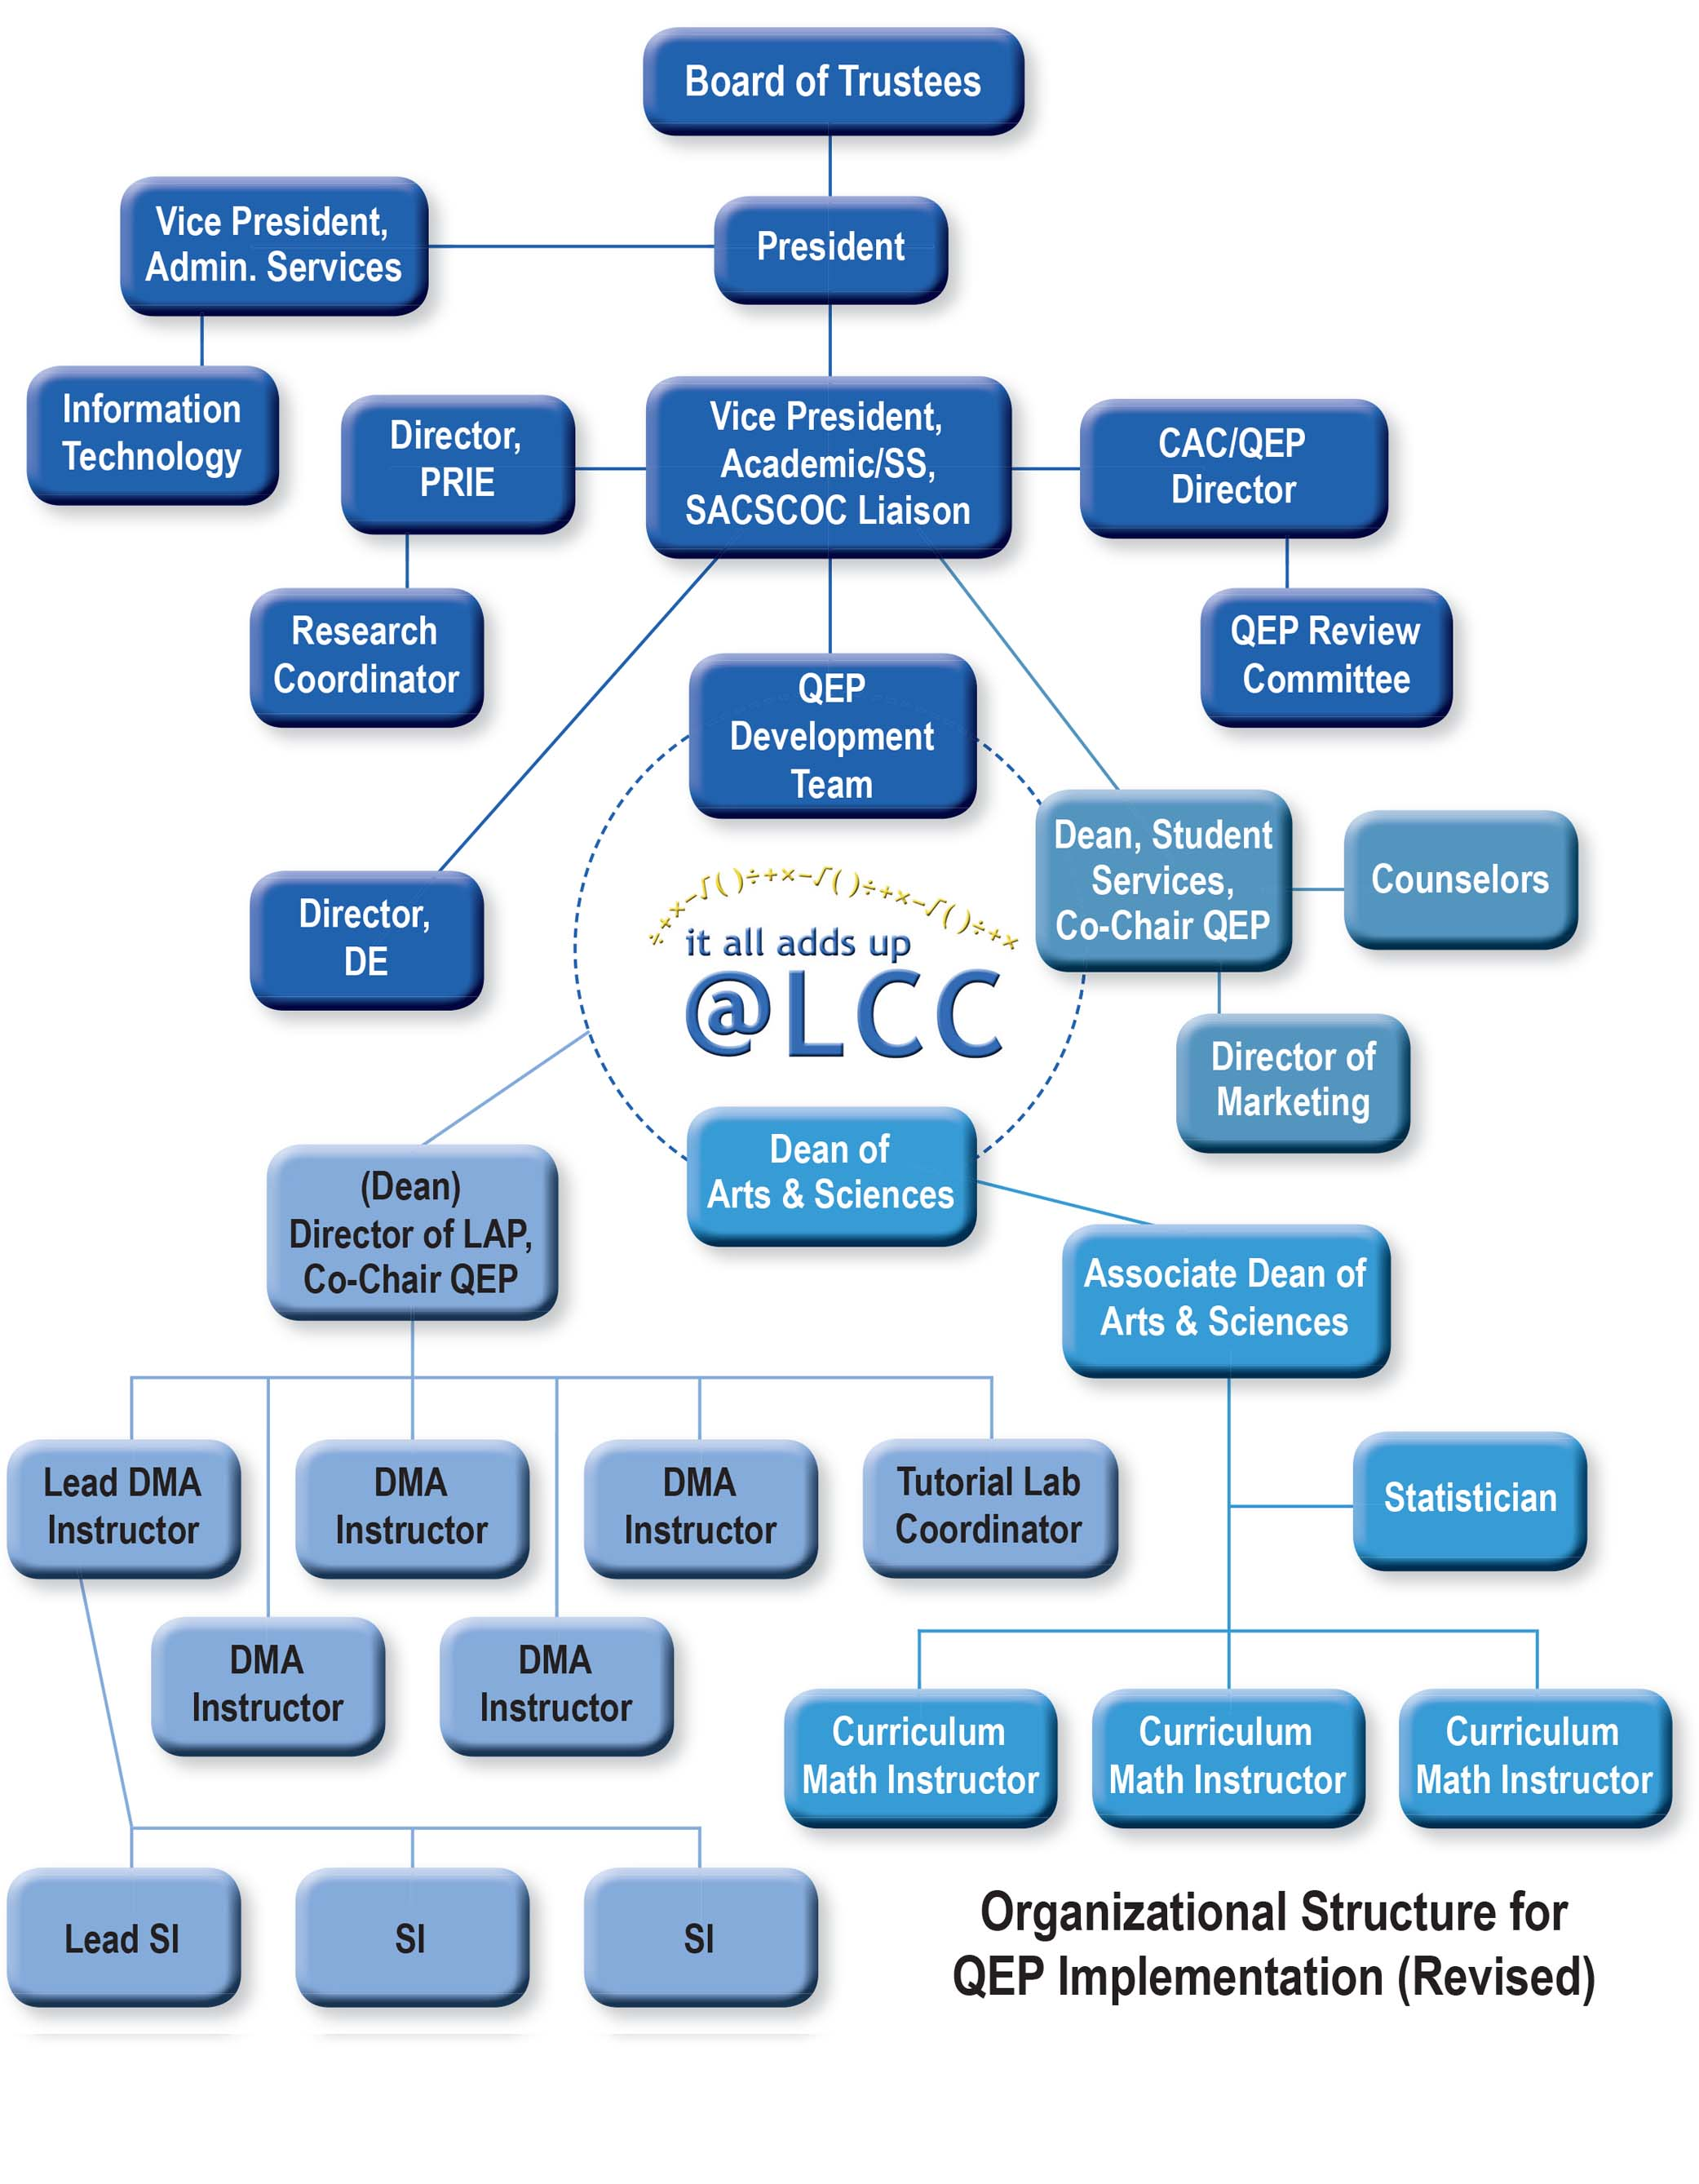 Board of Trustees
Vice President,
Admin. Services
President
Information
Technology
Director,
PRIE
Vice President,
Academic/SS,
SACSCOC Liaison
CAC/QEP
Director
Research
Coordinator
QEP Review
Committee
QEP
Development
Team
Director,
DE
Dean, Student
Services,
Co-Chair QEP
Counselors
÷+×−√( )÷+×−√( )÷+×−√( )÷+×
it all adds up
@LCC
Director of
Marketing
Dean of
Arts & Sciences
(Dean)
Director of LAP,
Co-Chair QEP
Associate Dean of
Arts & Sciences
Lead DMA
Instructor
DMA
Instructor
DMA
Instructor
Tutorial Lab
Coordinator
Statistician
DMA
Instructor
DMA
Instructor
Curriculum
Math Instructor
Curriculum
Math Instructor
Curriculum
Math Instructor
Lead SI
SI
SI
Organizational Structure for
QEP Implementation (Revised)